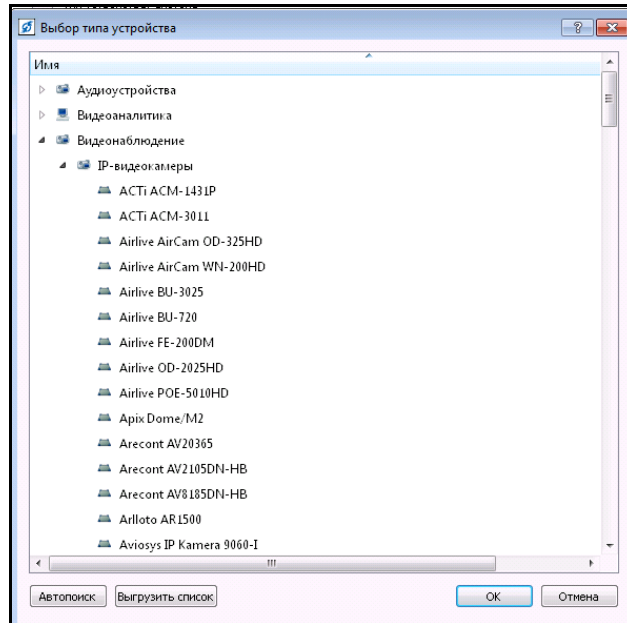 Выбор типа устройства
Имя
Аудиоустройства
Видеоаналитика
Видеонаблюдение
IP-видеокамеры
ACTi ACM-1431P
ACTi ACM-3011
Airlive AirCam OD-325HD
Airlive AirCam WN-200HD
Airlive BU-3025
Airlive BU-720
Airlive FE-200DM
Airlive OD-2025HD
Airlive POE-5010HD
Apix Dome/M2
Arecont AV20365
Arecont AV2105DN-HB
Arecont AV8185DN-HB
Arlloto AR1500
Aviosys IP Kamera 9060-I
Автопоиск Выгрузить список OK Отмена